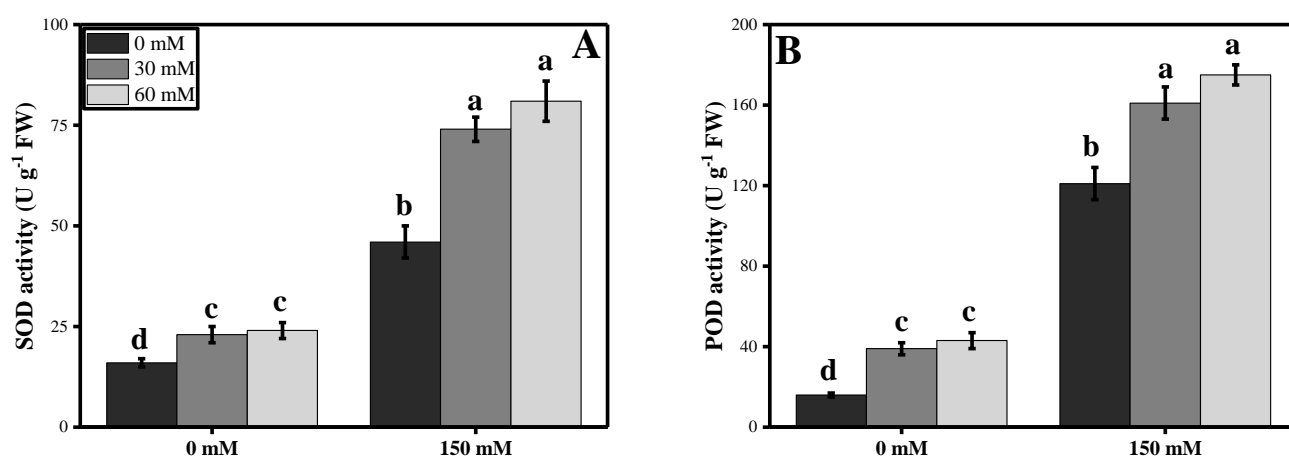 100
75
50
25
0
SOD activity (U g⁻¹ FW)
0 mM
30 mM
60 mM
A
d
c
c
b
a
a
0 mM
150 mM
200
160
120
80
40
0
POD activity (U g⁻¹ FW)
B
d
c
c
b
a
a
0 mM
150 mM